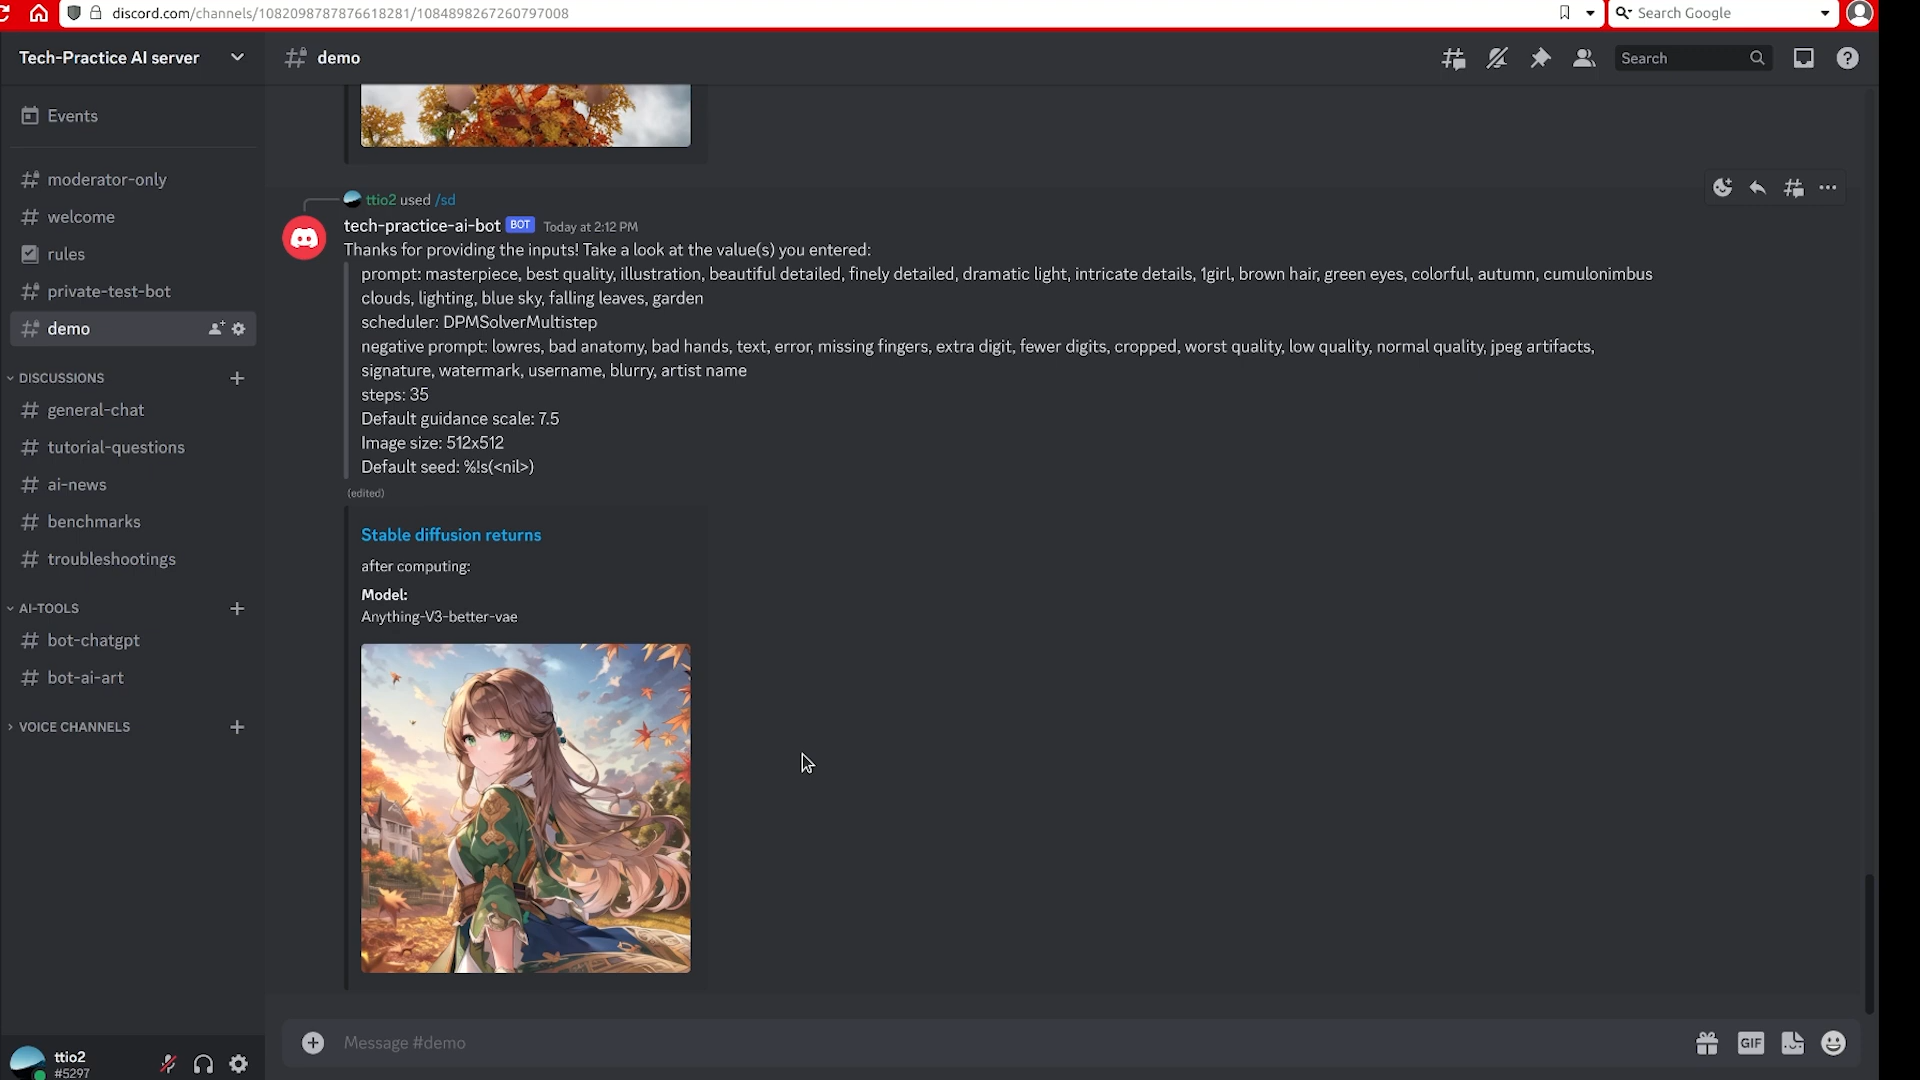 discord.com/channels/1082098787876618281/1084898267260797008
Search Google
Tech-Practice AI server
demo
Search
Events
moderator-only
welcome
rules
private-test-bot
demo
DISCUSSIONS
general-chat
tutorial-questions
ai-news
benchmarks
troubleshootings
AI-TOOLS
bot-chatgpt
bot-ai-art
VOICE CHANNELS
ttio2
#5297
ttio2 used /sd
tech-practice-ai-bot BOT Today at 2:12 PM
Thanks for providing the inputs! Take a look at the value(s) you entered:
prompt: masterpiece, best quality, illustration, beautiful detailed, finely detailed, dramatic light, intricate details, 1girl, brown hair, green eyes, colorful, autumn, cumulonimbus
clouds, lighting, blue sky, falling leaves, garden
scheduler: DPMSolverMultistep
negative prompt: lowres, bad anatomy, bad hands, text, error, missing fingers, extra digit, fewer digits, cropped, worst quality, low quality, normal quality, jpeg artifacts,
signature, watermark, username, blurry, artist name
steps: 35
Default guidance scale: 7.5
Image size: 512x512
Default seed: %!s(<nil>)
(edited)
Stable diffusion returns
after computing:
Model:
Anything-V3-better-vae
Message #demo
GIF